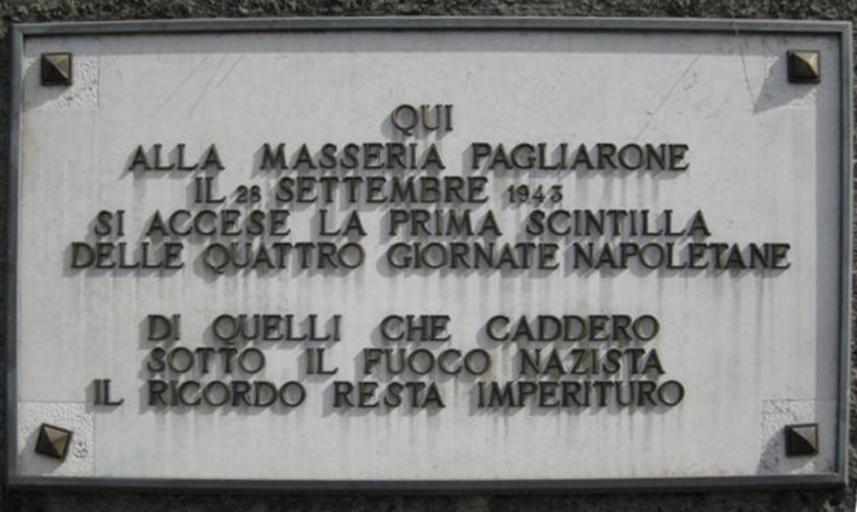 QUI
ALLA MASSERIA PAGLIARONE
IL 28 SETTEMBRE 1943
SI ACCESE LA PRIMA SCINTILLA
DELLE QUATTRO GIORNATE NAPOLETANE
DI QUELLI CHE CADDERO
SOTTO IL FUOCO NAZISTA
IL RICORDO RESTA IMPERITURO